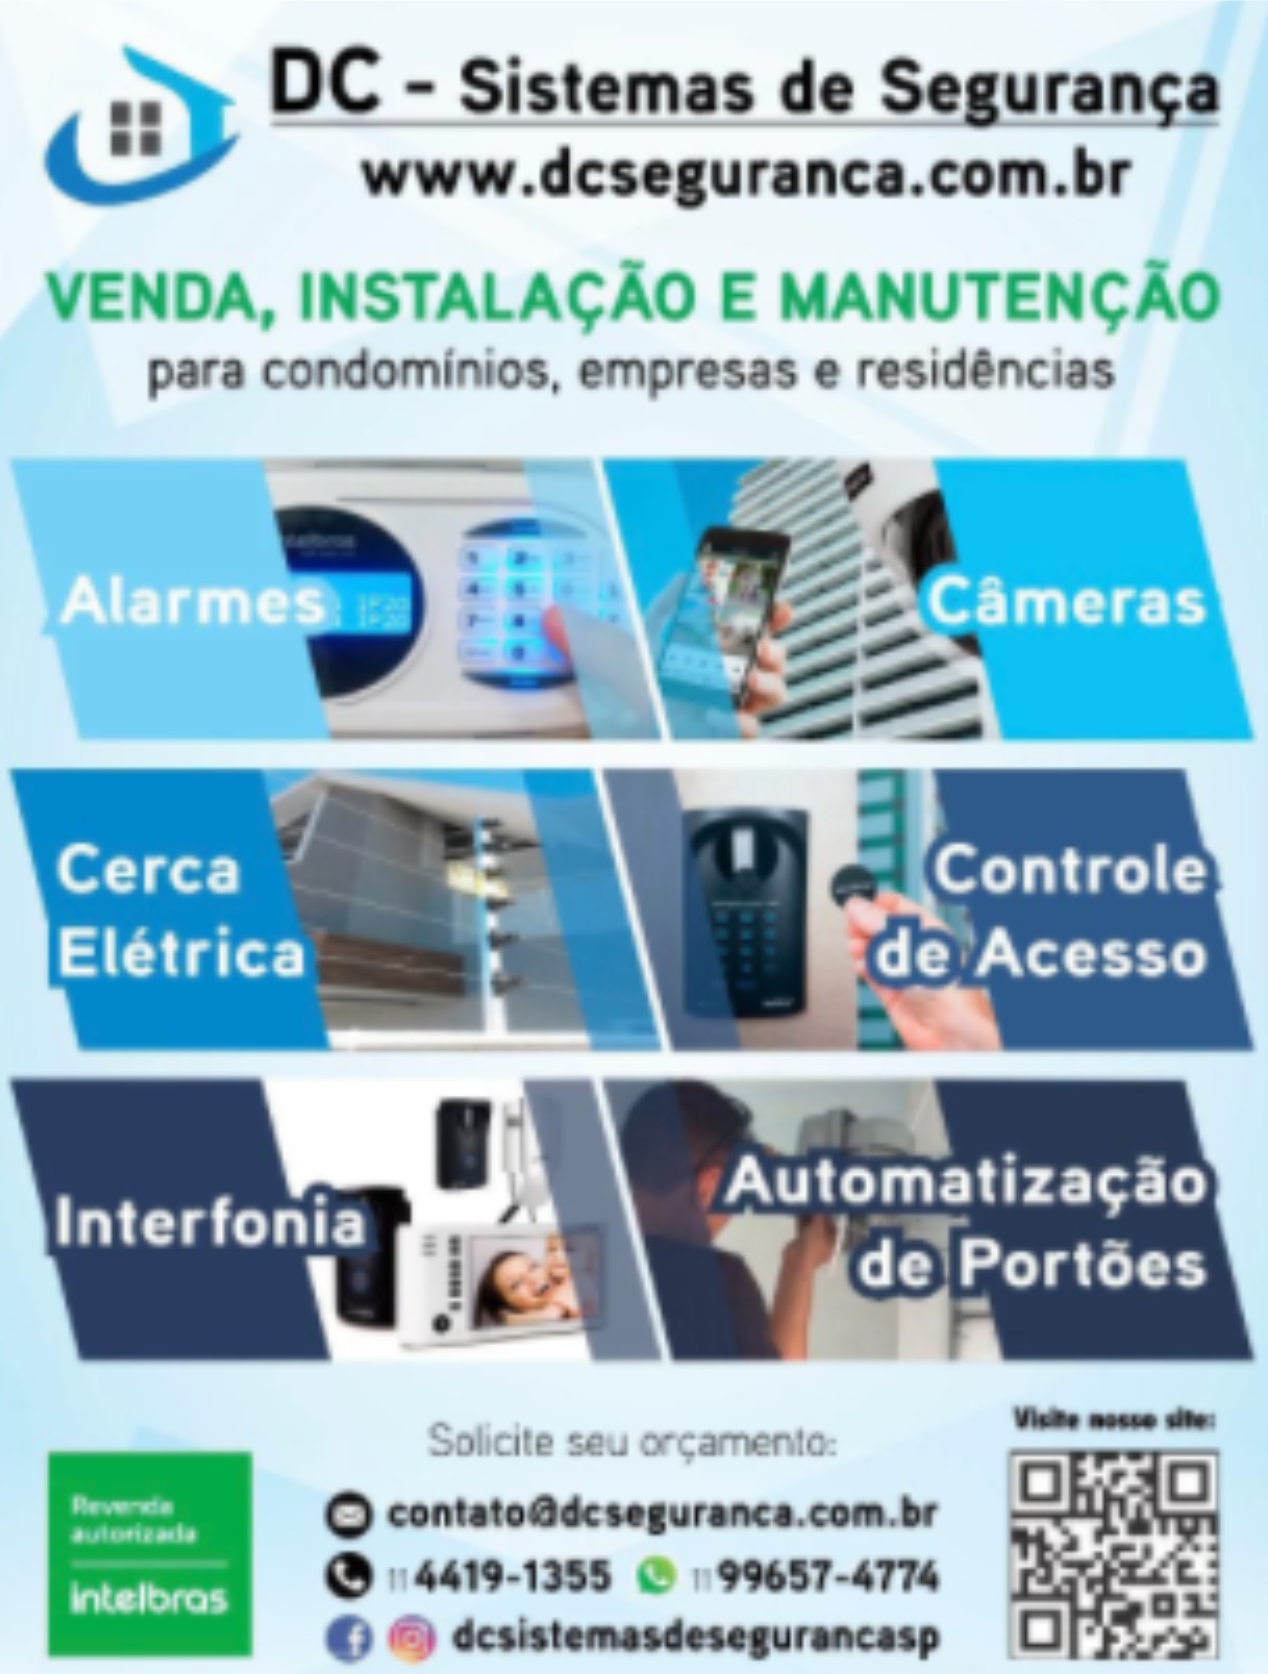 DC - Sistemas de Segurança
www.dcseguranca.com.br
VENDA, INSTALAÇÃO E MANUTENÇÃO
para condomínios, empresas e residências
Alarmes
Câmeras
Cerca
Elétrica
Controle
de Acesso
Interfonia
Automatização
de Portões
Visite nosso site:
Solicite seu orçamento:
Revenda
autorizada
intelbras
contato@dcseguranca.com.br
11 4419-1355 11 99657-4774
dcsistemasdesegurancasp